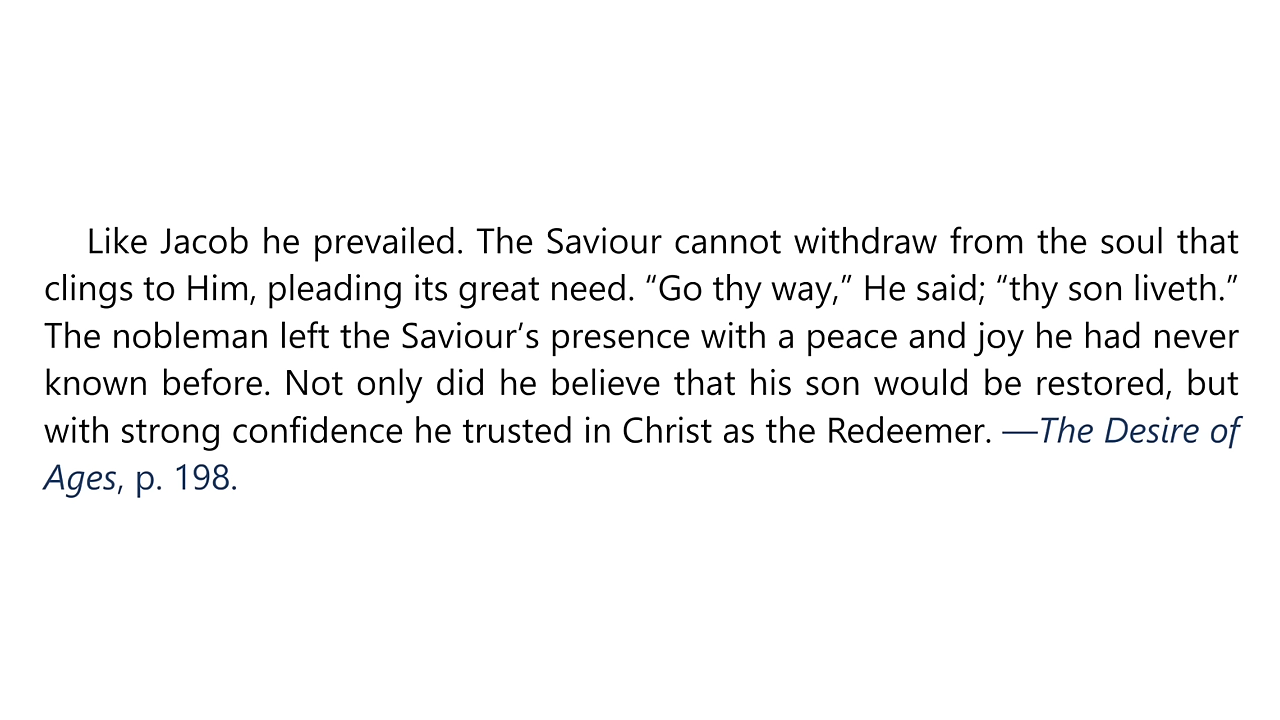 Like Jacob he prevailed. The Saviour cannot withdraw from the soul that
clings to Him, pleading its great need. “Go thy way,” He said; “thy son liveth.”
The nobleman left the Saviour’s presence with a peace and joy he had never
known before. Not only did he believe that his son would be restored, but
with strong confidence he trusted in Christ as the Redeemer. —The Desire of
Ages, p. 198.